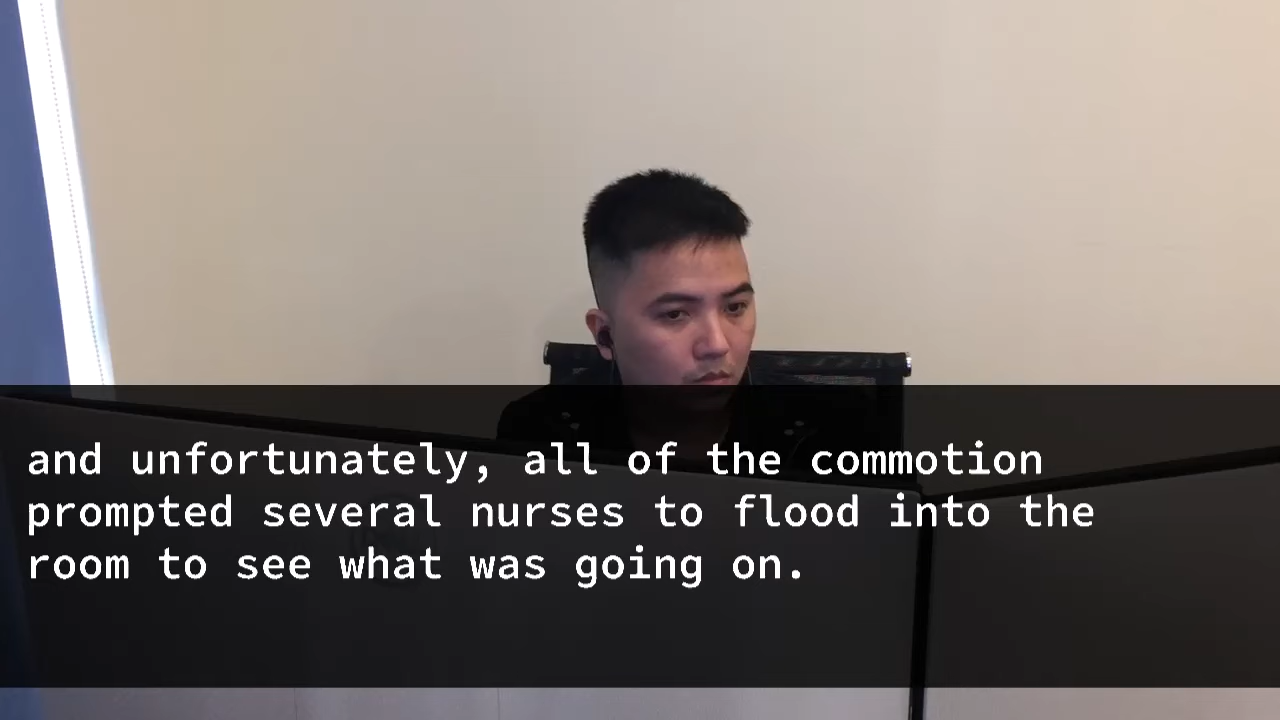 and unfortunately, all of the commotion
prompted several nurses to flood into the
room to see what was going on.